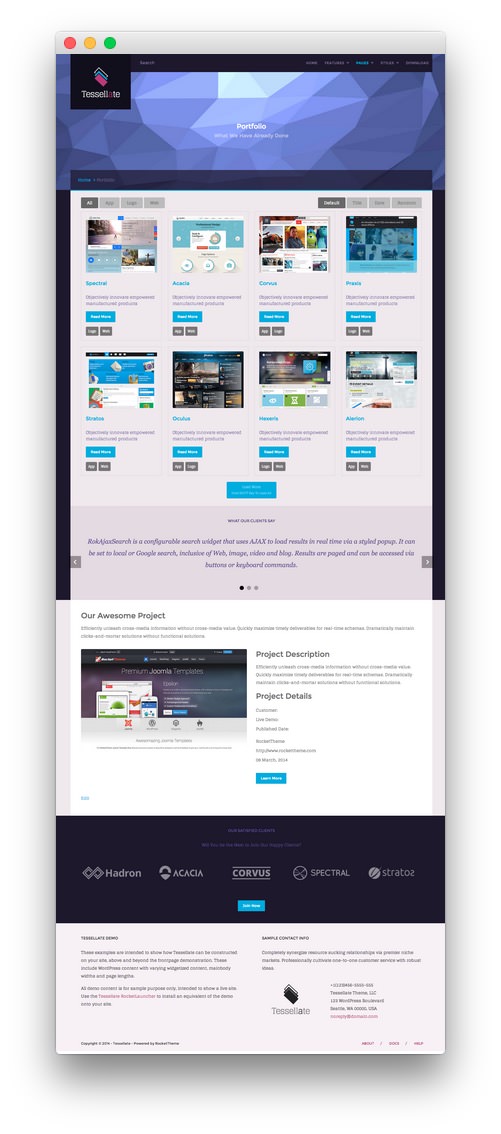 Search
HOME FEATURES PAGES STYLES DOWNLOAD
Tessellate
Portfolio
What We Have Already Done
Home Portfolio
All App Logo Web
Default Title Date Random
Spectral
Objectively innovate empowered
manufactured products
Read More
Logo Web
Acacia
Objectively innovate empowered
manufactured products
Read More
App Web
Corvus
Objectively innovate empowered
manufactured products
Read More
App Logo
Praxis
Objectively innovate empowered
manufactured products
Read More
Logo Web
Stratos
Objectively innovate empowered
manufactured products
Read More
App Web
Oculus
Objectively innovate empowered
manufactured products
Read More
App Logo
Hexeris
Objectively innovate empowered
manufactured products
Read More
Logo Web
Alerion
Objectively innovate empowered
manufactured products
Read More
App Web
Load More
WHAT OUR CLIENTS SAY
RokAjaxSearch is a configurable search widget that uses AJAX to load results in real time via a styled popup. It can
be set to local or Google search, inclusive of Web, image, video and blog. Results are paged and can be accessed via
buttons or keyboard commands.
Our Awesome Project
Efficiently unleash cross-media information without cross-media value. Quickly maximize timely deliverables for real-time schemas. Dramatically maintain
clicks-and-mortar solutions without functional solutions.
Premium Joomla Templates
Epsilon
Project Description
Efficiently unleash cross-media information without cross-media value.
Quickly maximize timely deliverables for real-time schemas. Dramatically
maintain clicks-and-mortar solutions without functional solutions.
Project Details
Customer:
Live Demo:
Published Date:
RocketTheme
http://www.rockettheme.com
09 March, 2014
Learn More
Edit
OUR SATISFIED CLIENTS
Will You Be the Next to Join Our Happy Clients?
Hadron ACACIA CORVUS SPECTRAL stratos
Join Now
TESSELLATE DEMO
These examples are intended to show how Tessellate can be constructed
on your site, above and beyond the frontpage demonstration. These
include WordPress content with varying widgetized content, mainbody
widths and page lengths.
All demo content is for sample purpose only, intended to show a live site.
Use the Tessellate RocketLauncher to install an equivalent of the demo
onto your site.
SAMPLE CONTACT INFO
Completely synergize resource sucking relationships via premier niche
markets. Professionally cultivate one-to-one customer service with robust
ideas.
Tessellate
+1(123)456-5555-555
Tessellate Theme, LLC
123 WordPress Boulevard
Seattle, WA 00000, USA
noreply@domain.com
Copyright © 2014 - Tessellate - Powered by RocketTheme
ABOUT / DOCS / HELP